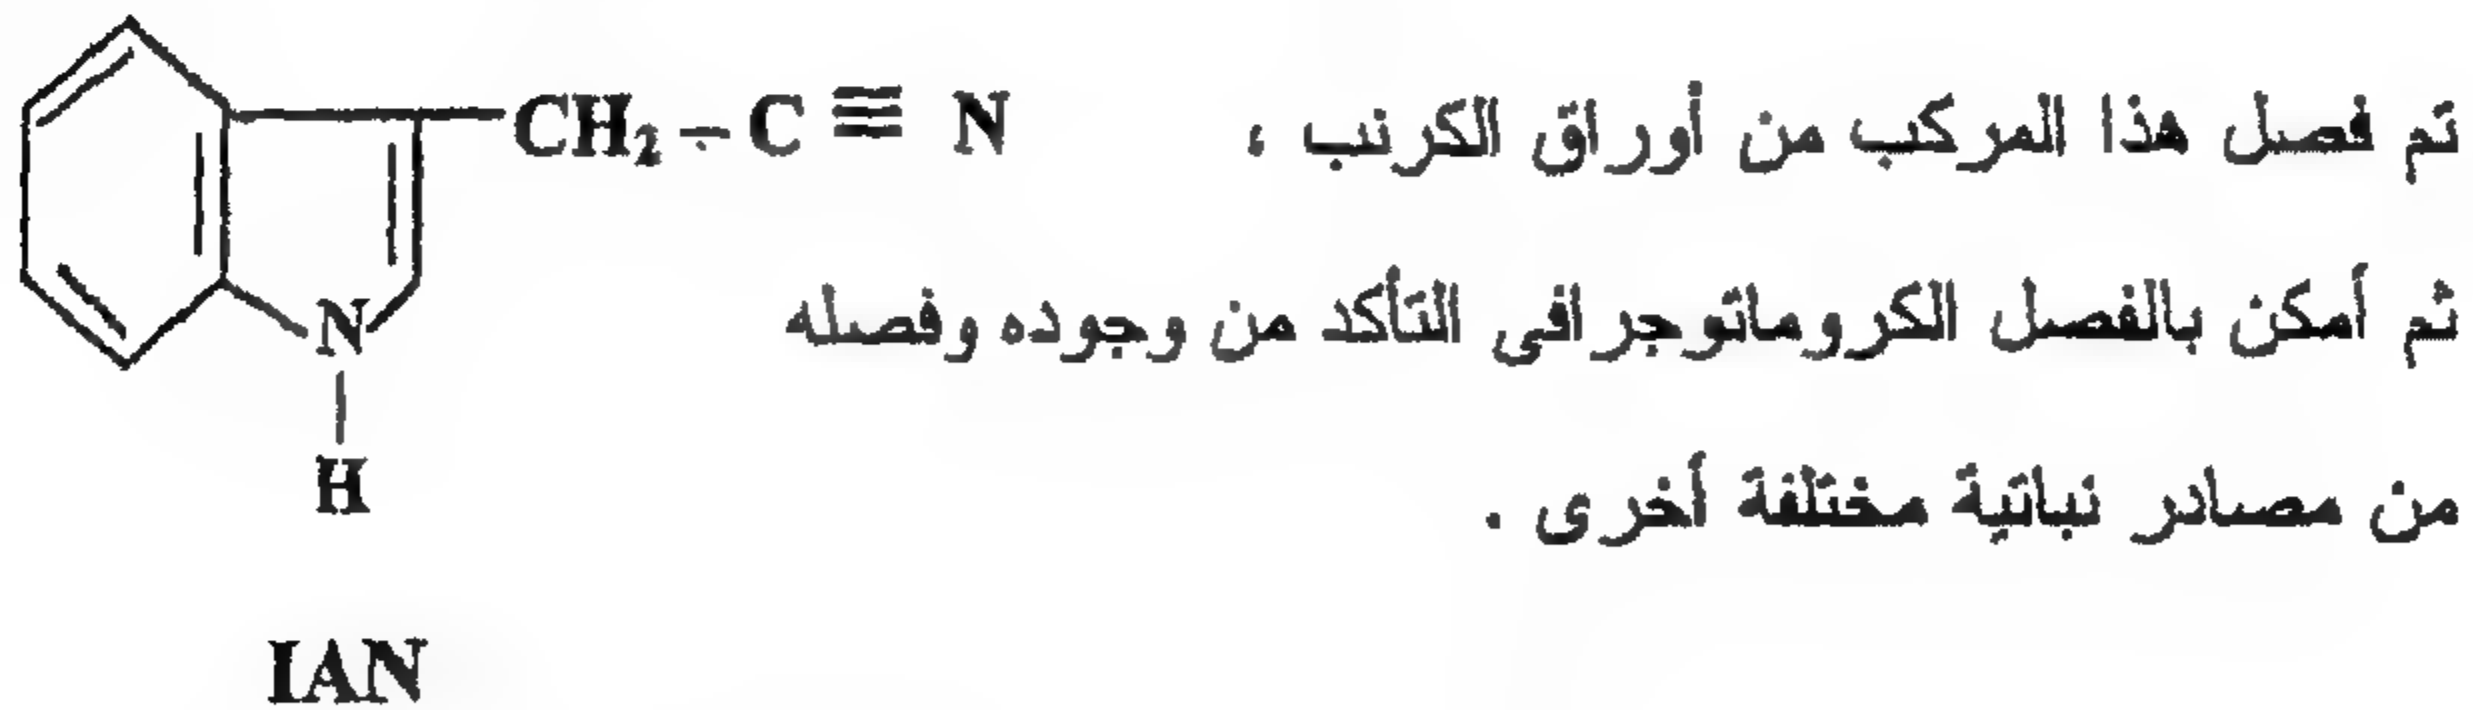 CH₂ - C ≡ N
تم فصل هذا المركب من أوراق الكرنب ،
ثم أمكن بالفصل الكروماتوجرافى التأكد من وجوده وفصله
N
H
من مصادر نباتية مختلفة أخرى .
IAN